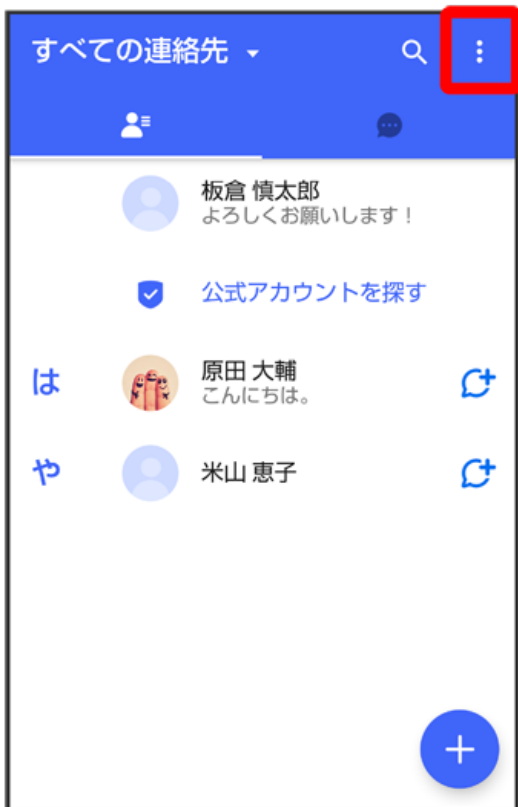 すべての連絡先
板倉 慎太郎
よろしくお願いします！
公式アカウントを探す
は
原田 大輔
こんにちは。
や
米山 恵子